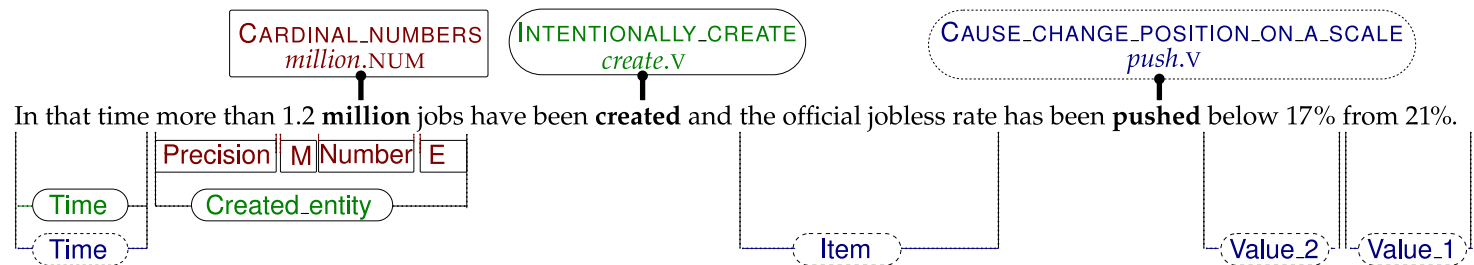 CARDINAL_NUMBERS INTENTIONALLY_CREATE CAUSE_CHANGE_POSITION_ON_A_SCALE
million.NUM create.V push.V
In that time more than 1.2 million jobs have been created and the official jobless rate has been pushed below 17% from 21%.
Precision M Number E
Time Created_entity
Time Item Value_2 Value_1